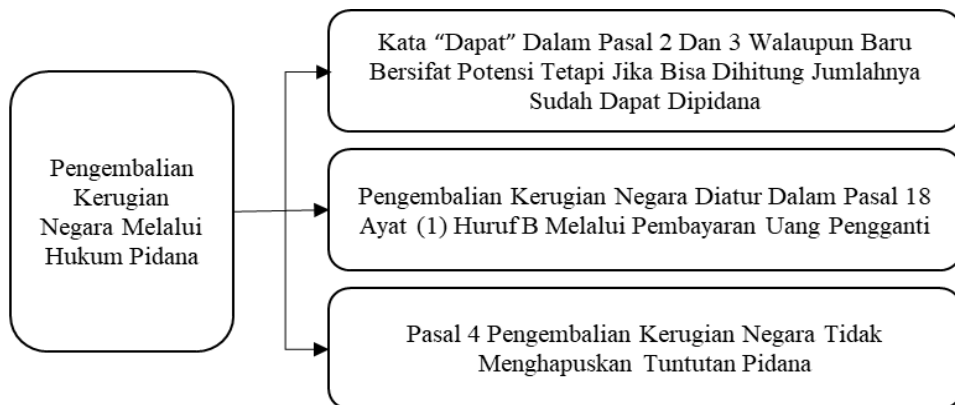 Pengembalian
Kerugian
Negara Melalui
Hukum Pidana
Kata “Dapat” Dalam Pasal 2 Dan 3 Walaupun Baru
Bersifat Potensi Tetapi Jika Bisa Dihitung Jumlahnya
Sudah Dapat Dipidana
Pengembalian Kerugian Negara Diatur Dalam Pasal 18
Ayat (1) Huruf B Melalui Pembayaran Uang Pengganti
Pasal 4 Pengembalian Kerugian Negara Tidak
Menghapuskan Tuntutan Pidana